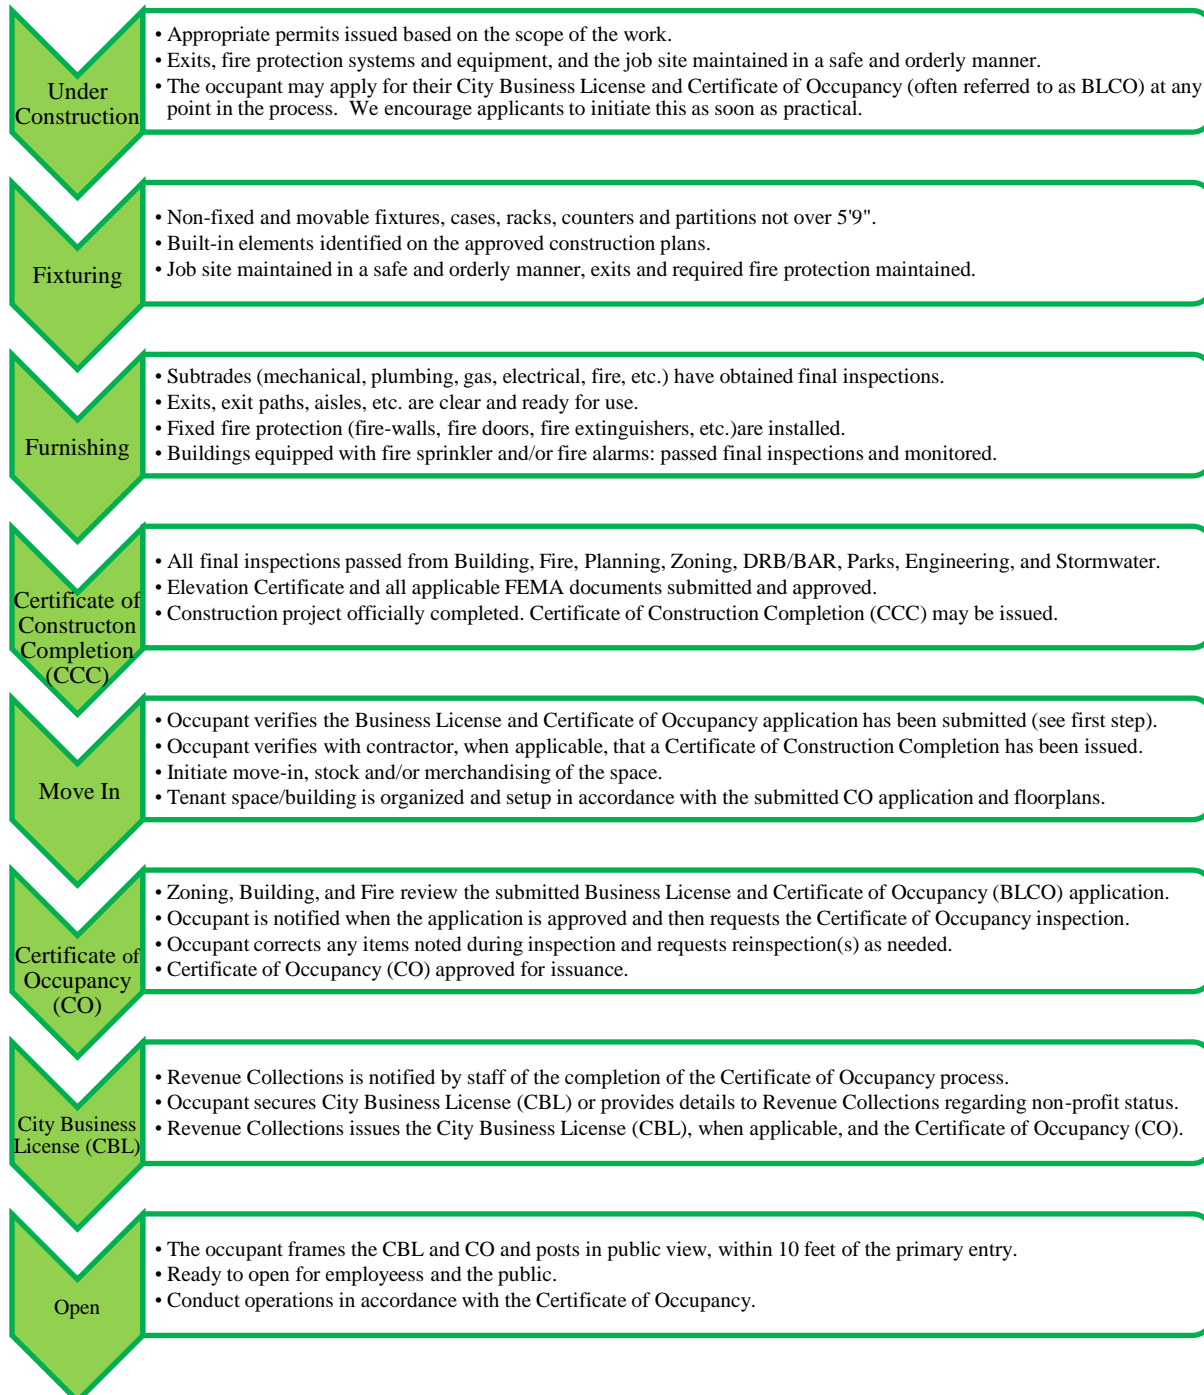 Under
Construction
• Appropriate permits issued based on the scope of the work.
• Exits, fire protection systems and equipment, and the job site maintained in a safe and orderly manner.
• The occupant may apply for their City Business License and Certificate of Occupancy (often referred to as BLCO) at any
point in the process.  We encourage applicants to initiate this as soon as practical.
Fixturing
• Non-fixed and movable fixtures, cases, racks, counters and partitions not over 5'9".
• Built-in elements identified on the approved construction plans.
• Job site maintained in a safe and orderly manner, exits and required fire protection maintained.
Furnishing
• Subtrades (mechanical, plumbing, gas, electrical, fire, etc.) have obtained final inspections.
• Exits, exit paths, aisles, etc. are clear and ready for use.
• Fixed fire protection (fire-walls, fire doors, fire extinguishers, etc.)are installed.
• Buildings equipped with fire sprinkler and/or fire alarms: passed final inspections and monitored.
Certificate of
Constructon
Completion
(CCC)
• All final inspections passed from Building, Fire, Planning, Zoning, DRB/BAR, Parks, Engineering, and Stormwater.
• Elevation Certificate and all applicable FEMA documents submitted and approved.
• Construction project officially completed. Certificate of Construction Completion (CCC) may be issued.
Move In
• Occupant verifies the Business License and Certificate of Occupancy application has been submitted (see first step).
• Occupant verifies with contractor, when applicable, that a Certificate of Construction Completion has been issued.
• Initiate move-in, stock and/or merchandising of the space.
• Tenant space/building is organized and setup in accordance with the submitted CO application and floorplans.
Certificate of
Occupancy
(CO)
• Zoning, Building, and Fire review the submitted Business License and Certificate of Occupancy (BLCO) application.
• Occupant is notified when the application is approved and then requests the Certificate of Occupancy inspection.
• Occupant corrects any items noted during inspection and requests reinspection(s) as needed.
• Certificate of Occupancy (CO) approved for issuance.
City Business
License (CBL)
• Revenue Collections is notified by staff of the completion of the Certificate of Occupancy process.
• Occupant secures City Business License (CBL) or provides details to Revenue Collections regarding non-profit status.
• Revenue Collections issues the City Business License (CBL), when applicable, and the Certificate of Occupancy (CO).
Open
• The occupant frames the CBL and CO and posts in public view, within 10 feet of the primary entry.
• Ready to open for employeess and the public.
• Conduct operations in accordance with the Certificate of Occupancy.